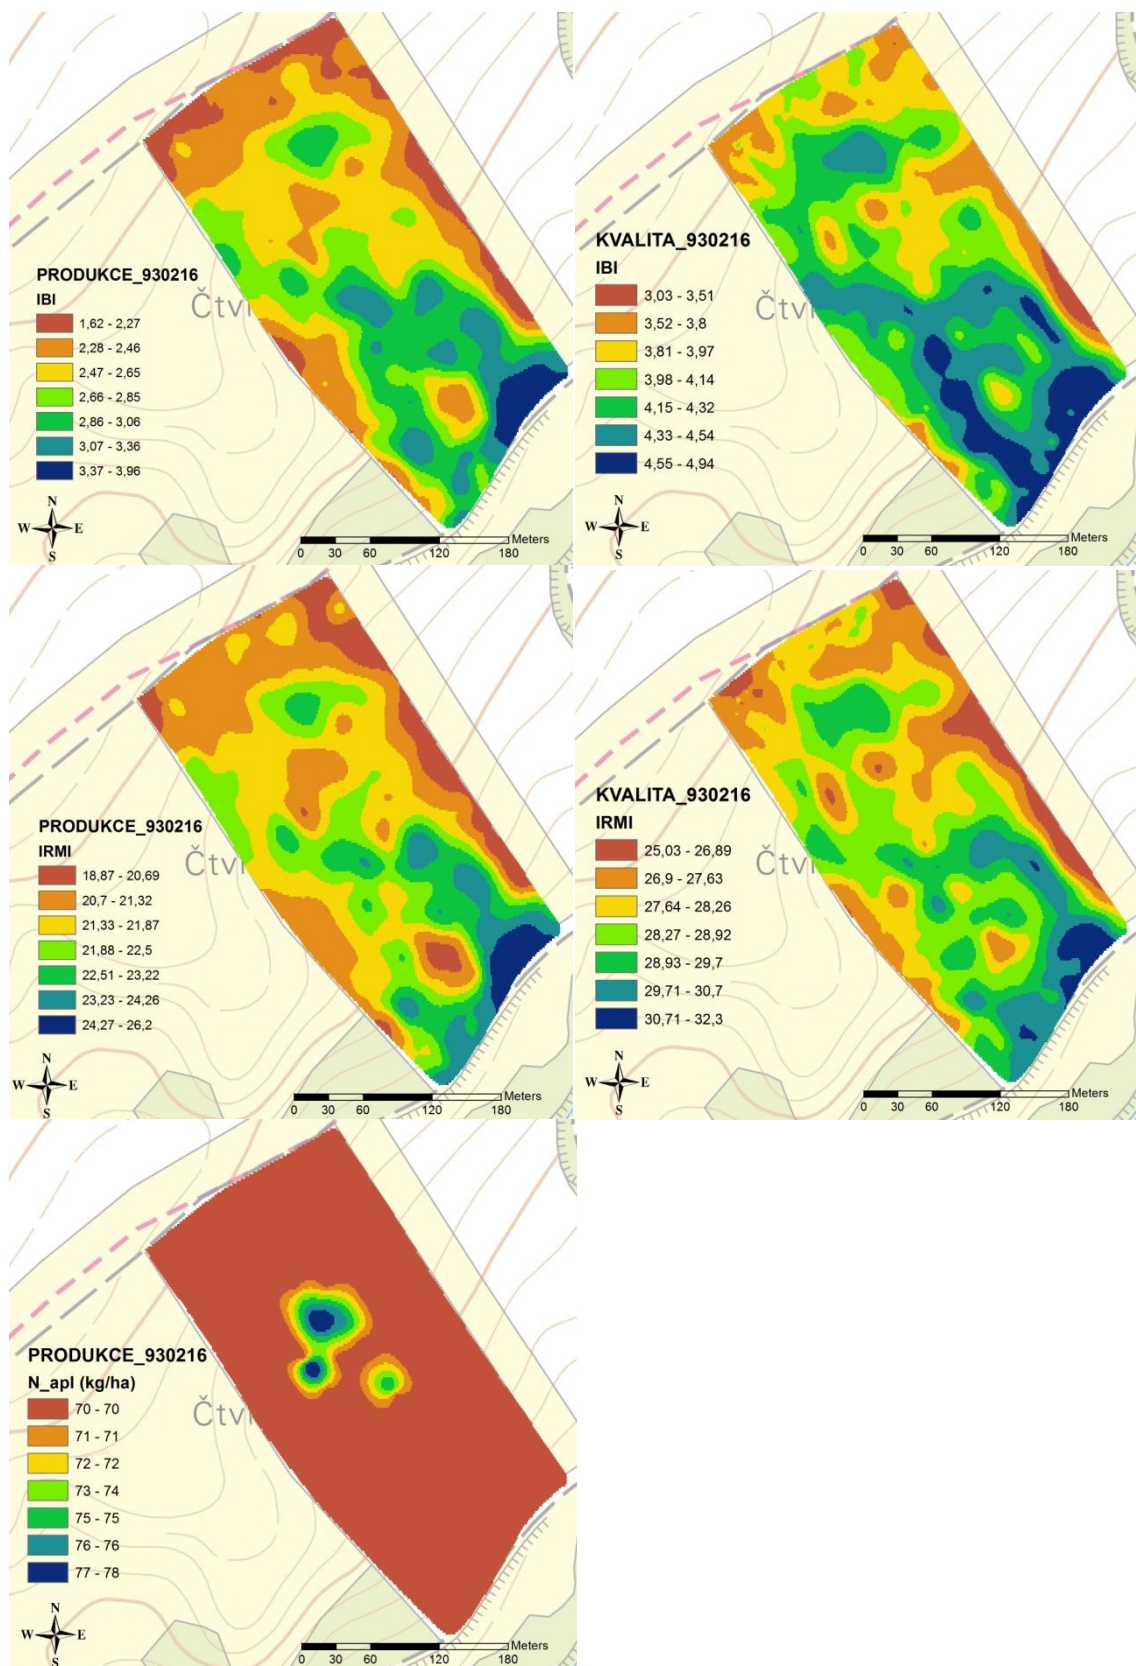 PRODUKCE_930216
IBI
1,62 - 2,27
2,28 - 2,46
2,47 - 2,65
2,66 - 2,85
2,86 - 3,06
3,07 - 3,36
3,37 - 3,96
Čtvr
N
W E
S
0 30 60 120 180 Meters
KVALITA_930216
IBI
3,03 - 3,51
3,52 - 3,8
3,81 - 3,97
3,98 - 4,14
4,15 - 4,32
4,33 - 4,54
4,55 - 4,94
Čtvr
N
W E
S
0 30 60 120 180 Meters
PRODUKCE_930216
IRMI
18,87 - 20,69
20,7 - 21,32
21,33 - 21,87
21,88 - 22,5
22,51 - 23,22
23,23 - 24,26
24,27 - 26,2
Čtvr
N
W E
S
0 30 60 120 180 Meters
KVALITA_930216
IRMI
25,03 - 26,89
26,9 - 27,63
27,64 - 28,26
28,27 - 28,92
28,93 - 29,7
29,71 - 30,7
30,71 - 32,3
Čtvr
N
W E
S
0 30 60 120 180 Meters
PRODUKCE_930216
N_apl (kg/ha)
70 - 70
71 - 71
72 - 72
73 - 74
75 - 75
76 - 76
77 - 78
Čtvr
N
W E
S
0 30 60 120 180 Meters